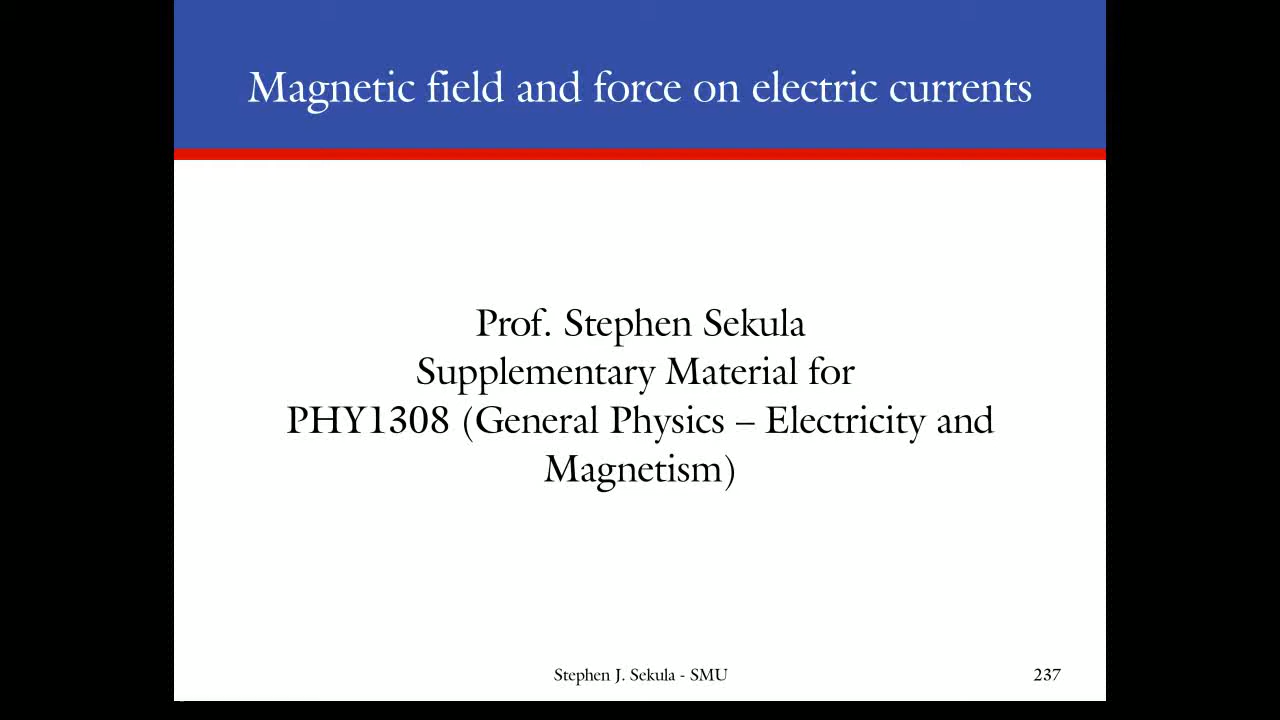 Magnetic field and force on electric currents
Prof. Stephen Sekula
Supplementary Material for
PHY1308 (General Physics – Electricity and
Magnetism)
Stephen J. Sekula - SMU
237